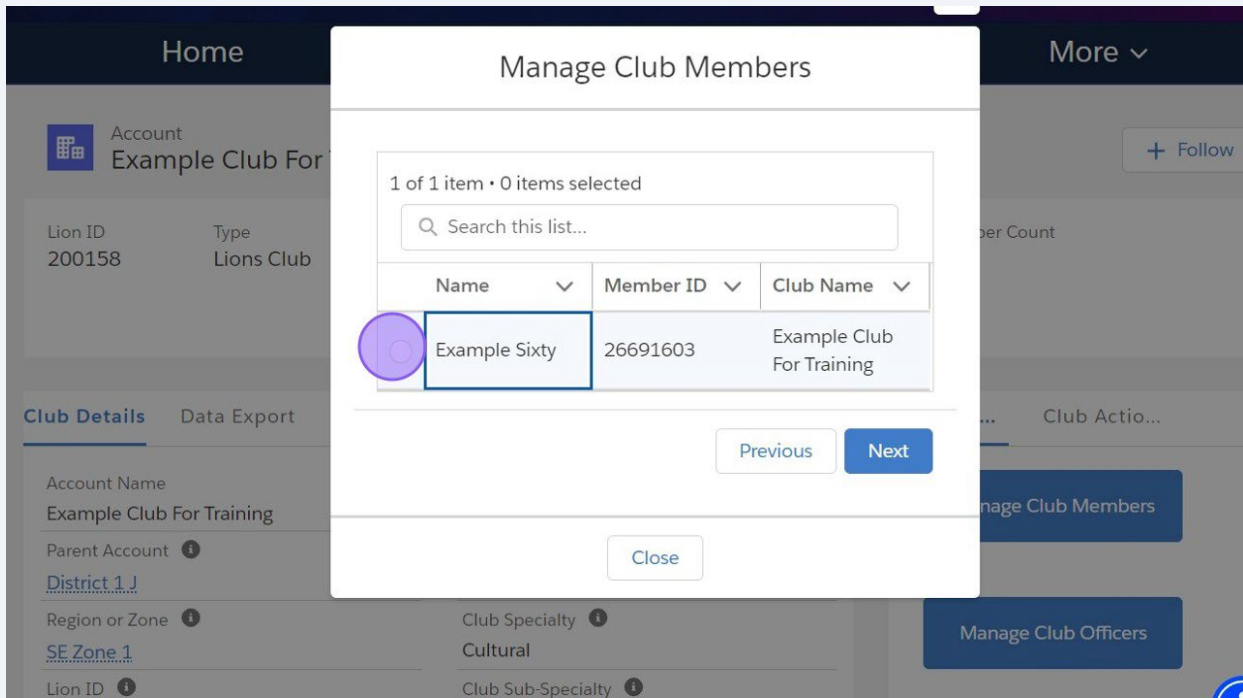 Home
More
Manage Club Members
Account
Example Club For
+ Follow
1 of 1 item • 0 items selected
Search this list...
Lion ID
Type
per Count
200158
Lions Club
Name
Member ID
Club Name
Example Sixty
26691603
Example Club
For Training
Club Details
Data Export
...
Club Actio...
Previous
Next
Account Name
Example Club For Training
nage Club Members
Parent Account
District 1 J
Close
Region or Zone
SE Zone 1
Club Specialty
Cultural
Manage Club Officers
Lion ID
Club Sub-Specialty